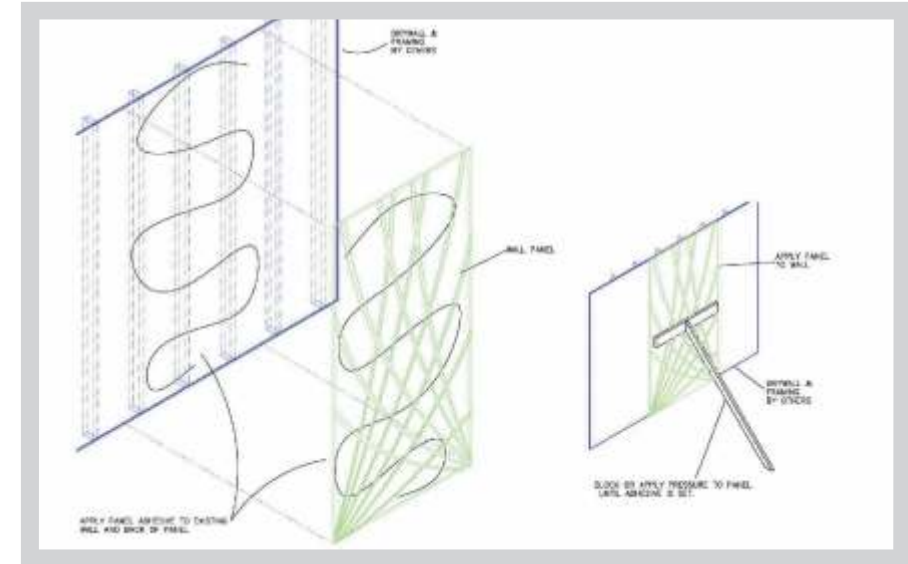 DRYWALL &
FRAMING
BY OTHERS
WALL PANEL
APPLY PANEL ADHESIVE TO EXISTING
WALL AND BACK OF PANEL
APPLY PANEL
TO WALL
DRYWALL &
FRAMING
BY OTHERS
BLOCK OR APPLY PRESSURE TO PANEL
UNTIL ADHESIVE IS SET.